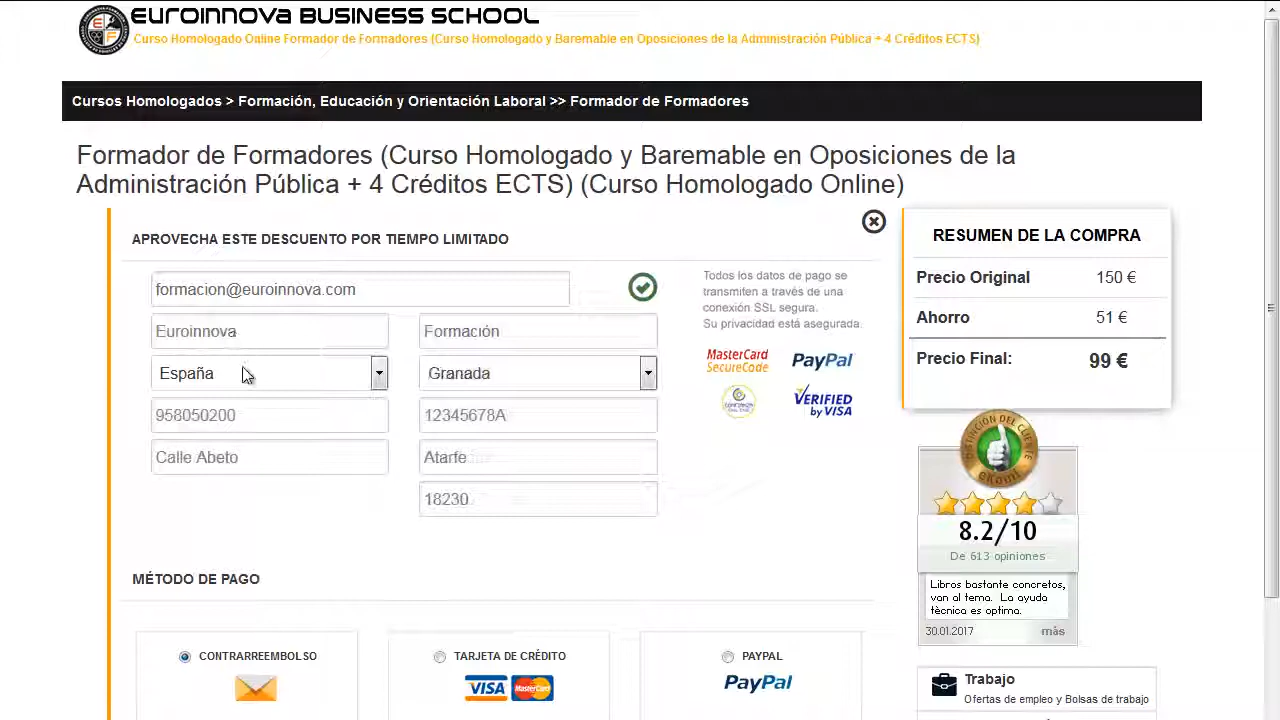 EUROINNOVA BUSINESS SCHOOL
Curso Homologado Online Formador de Formadores (Curso Homologado y Baremable en Oposiciones de la Administración Pública + 4 Créditos ECTS)
Cursos Homologados > Formación, Educación y Orientación Laboral >> Formador de Formadores
Formador de Formadores (Curso Homologado y Baremable en Oposiciones de la
Administración Pública + 4 Créditos ECTS) (Curso Homologado Online)
APROVECHA ESTE DESCUENTO POR TIEMPO LIMITADO
formacion@euroinnova.com
Euroinnova
Formación
España
Granada
958050200
12345678A
Calle Abeto
Atarfe
18230
Todos los datos de pago se
transmiten a través de una
conexión SSL segura.
Su privacidad está asegurada.
MasterCard
SecureCode
PayPal
VERIFIED
by VISA
RESUMEN DE LA COMPRA
Precio Original 150 €
Ahorro 51 €
Precio Final: 99 €
DISTINCIÓN DEL CLIENTE
eKomi
8.2/10
De 613 opiniones
Libros bastante concretos,
van al tema. La ayuda
tècnica es optima.
30.01.2017 más
Trabajo
Ofertas de empleo y Bolsas de trabajo
MÉTODO DE PAGO
CONTRARREEMBOLSO
TARJETA DE CRÉDITO
VISA MasterCard
PAYPAL
PayPal